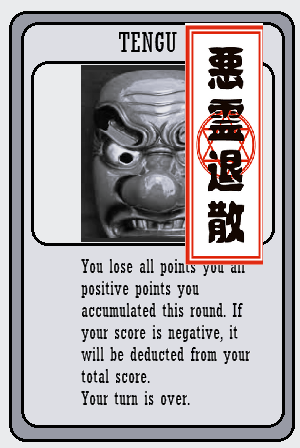 TENGU
悪霊退散
You lose all points you all
positive points you
accumulated this round. If
your score is negative, it
will be deducted from your
total score.
Your turn is over.